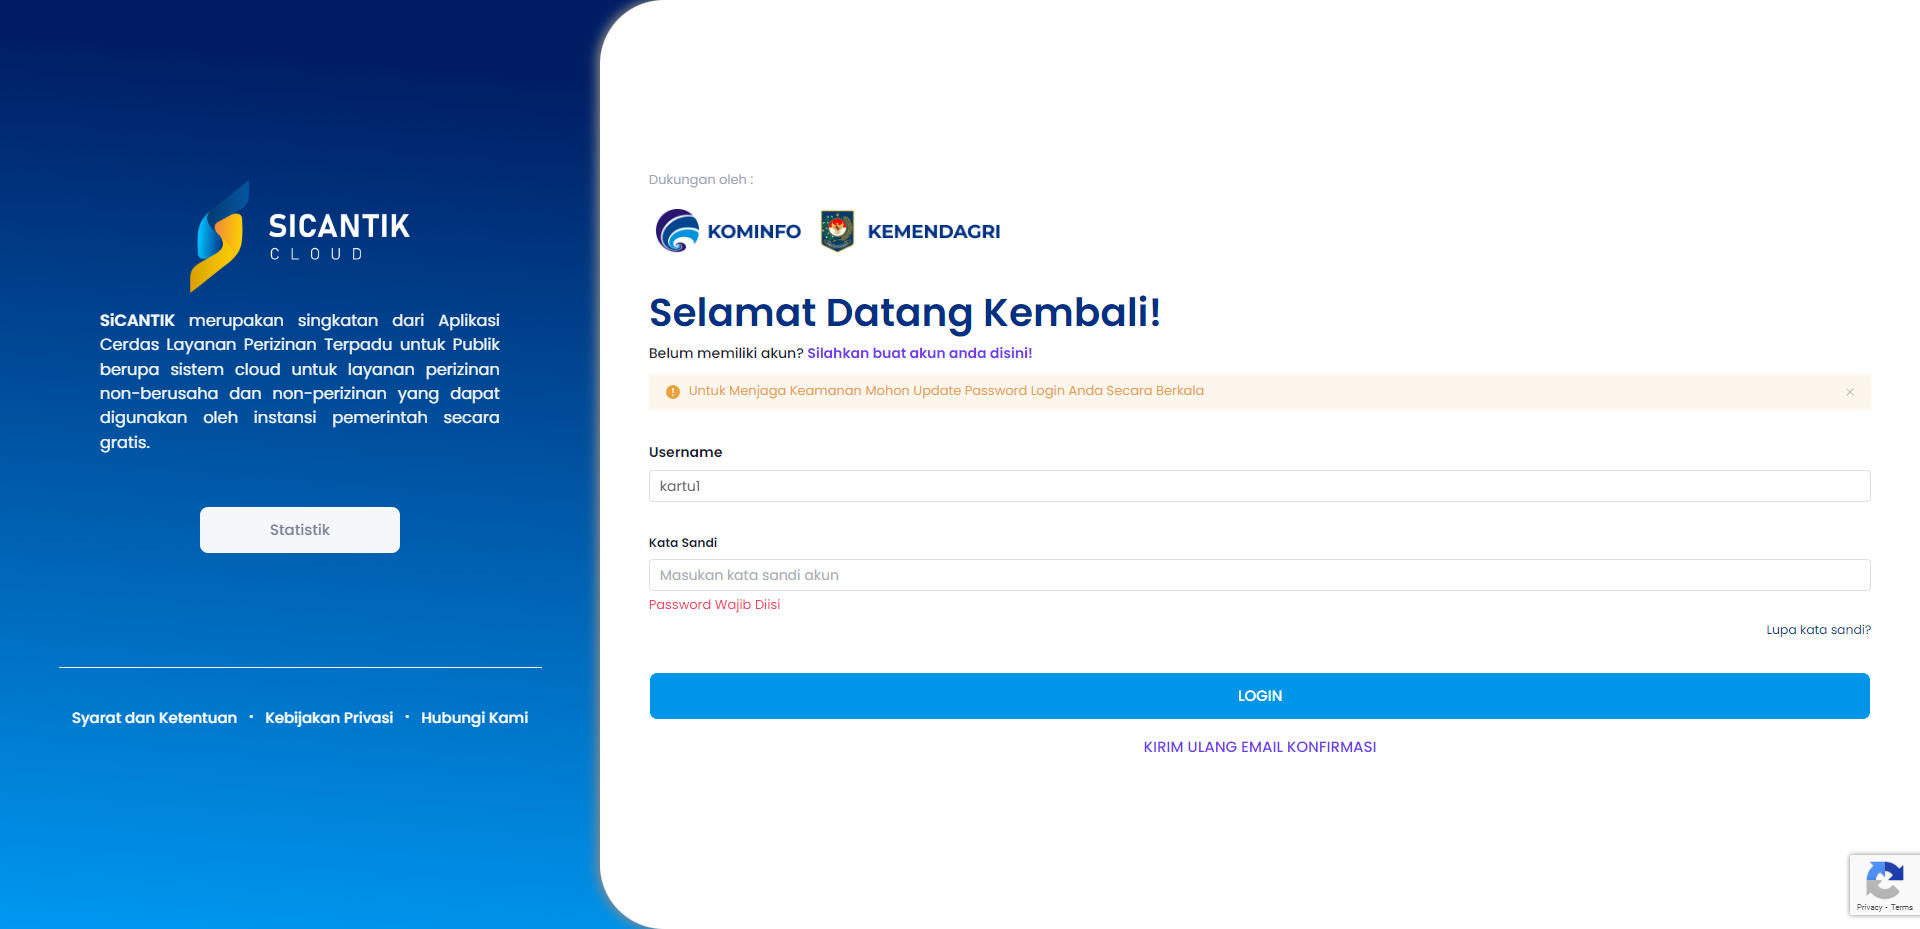 SICANTIK
CLOUD
SiCANTIK merupakan singkatan dari Aplikasi
Cerdas Layanan Perizinan Terpadu untuk Publik
berupa sistem cloud untuk layanan perizinan
non-berusaha dan non-perizinan yang dapat
digunakan oleh instansi pemerintah secara
gratis.
Statistik
Syarat dan Ketentuan • Kebijakan Privasi • Hubungi Kami
Dukungan oleh :
KOMINFO KEMENDAGRI
Selamat Datang Kembali!
Belum memiliki akun? Silahkan buat akun anda disini!
Untuk Menjaga Keamanan Mohon Update Password Login Anda Secara Berkala
Username
kartu1
Kata Sandi
Masukan kata sandi akun
Password Wajib Diisi
Lupa kata sandi?
LOGIN
KIRIM ULANG EMAIL KONFIRMASI
Privacy - Terms